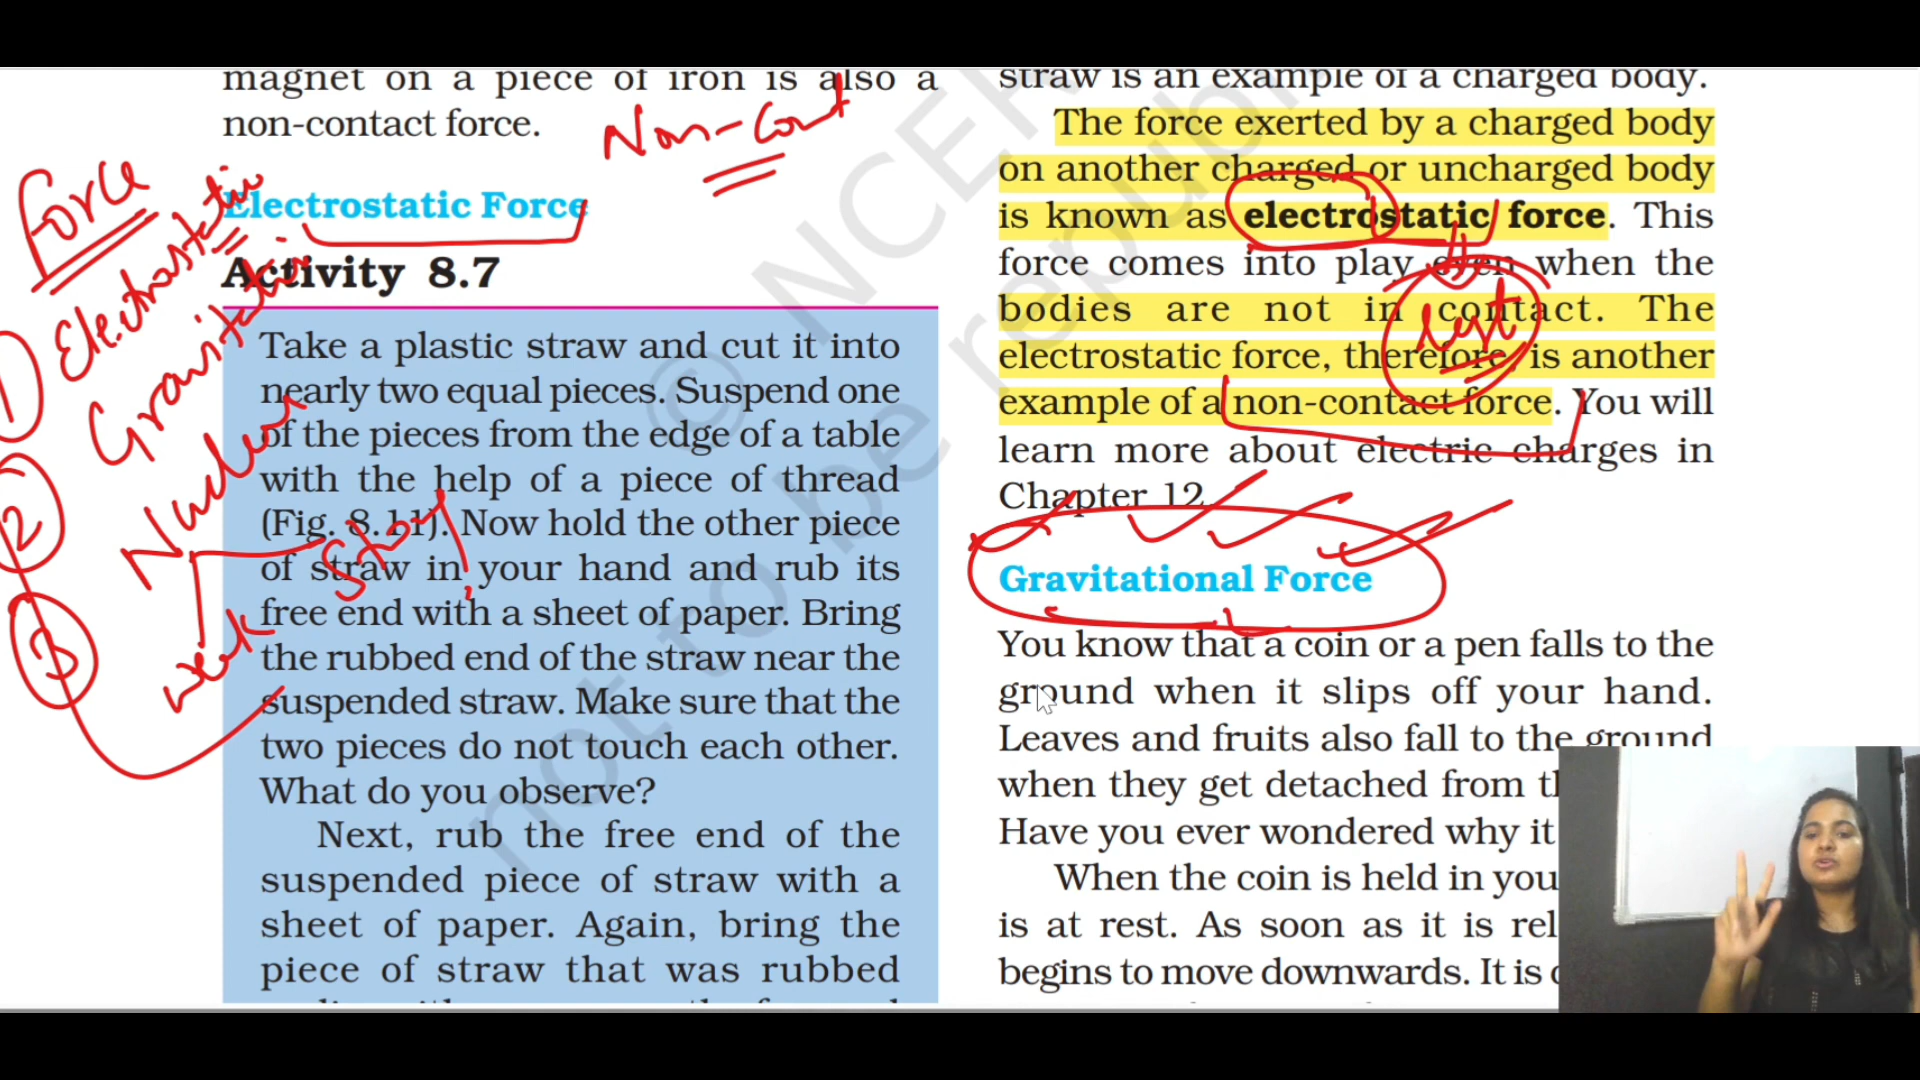 magnet on a piece of iron is also a
non-contact force.
Non-Cont
Force
Electrostatic
Gravitation
Nuclear
Strong
weak
1
2
3
Electrostatic Force
Activity 8.7
Take a plastic straw and cut it into
nearly two equal pieces. Suspend one
of the pieces from the edge of a table
with the help of a piece of thread
(Fig. 8.11). Now hold the other piece
of straw in your hand and rub its
free end with a sheet of paper. Bring
the rubbed end of the straw near the
suspended straw. Make sure that the
two pieces do not touch each other.
What do you observe?
Next, rub the free end of the
suspended piece of straw with a
sheet of paper. Again, bring the
piece of straw that was rubbed
straw is an example of a charged body.
The force exerted by a charged body
on another charged or uncharged body
is known as electrostatic force. This
force comes into play even when the
bodies are not in contact. The
electrostatic force, therefore, is another
example of a non-contact force. You will
learn more about electric charges in
Chapter 12.
rest
Gravitational Force
You know that a coin or a pen falls to the
ground when it slips off your hand.
Leaves and fruits also fall to the ground
when they get detached from
Have you ever wondered why it
When the coin is held in you
is at rest. As soon as it is rel
begins to move downwards. It is
© NCER
not to be republ